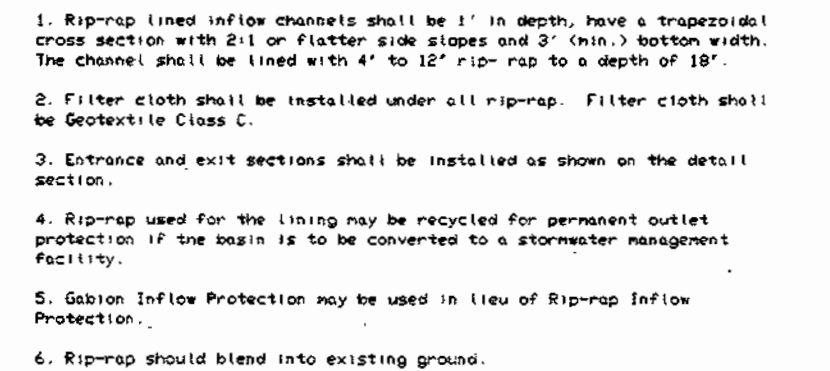 1. Rip-rap lined inflow channels shall be 1' in depth, have a trapezoidal
cross section with 2:1 or flatter side slopes and 3' (min.) bottom width.
The channel shall be lined with 4" to 12" rip- rap to a depth of 18".
2. Filter cloth shall be installed under all rip-rap. Filter cloth shall
be Geotextile Class C.
3. Entrance and exit sections shall be installed as shown on the detail
section.
4. Rip-rap used for the lining may be recycled for permanent outlet
protection if the basin is to be converted to a stormwater management
facility.
5. Gabion Inflow Protection may be used in lieu of Rip-rap Inflow
Protection.
6. Rip-rap should blend into existing ground.